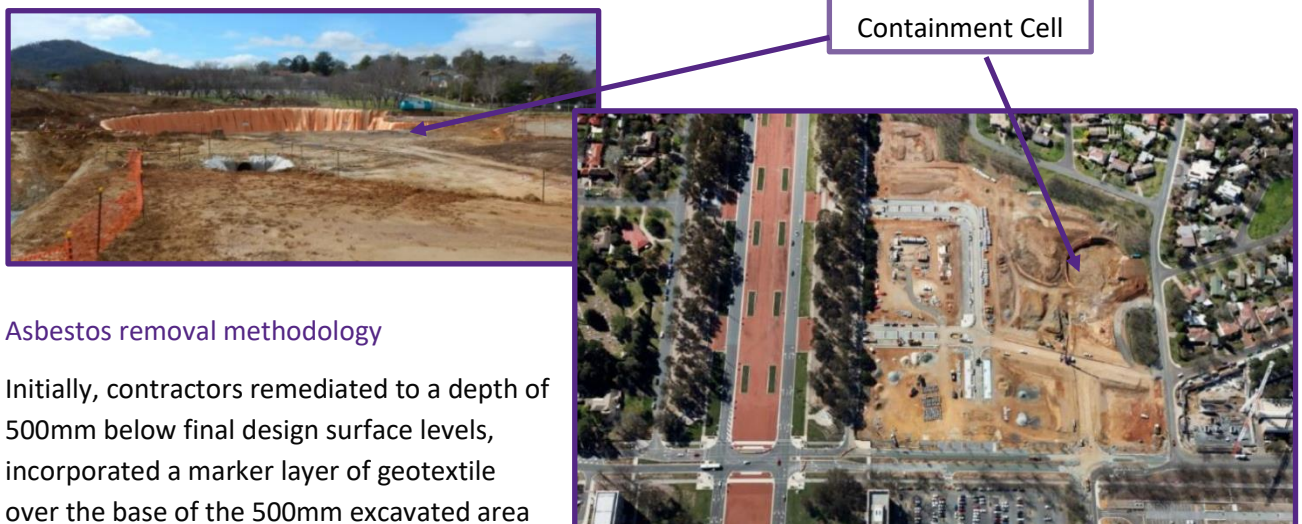 Containment Cell
Asbestos removal methodology
Initially, contractors remediated to a depth of
500mm below final design surface levels,
incorporated a marker layer of geotextile
over the base of the 500mm excavated area